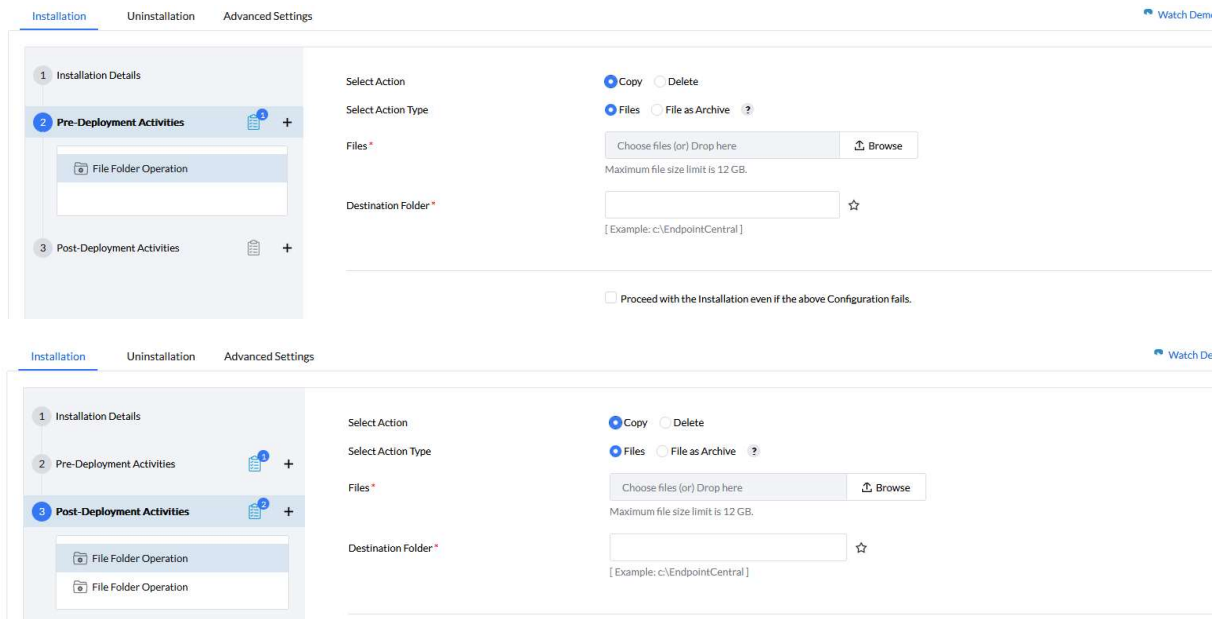 Installation Uninstallation Advanced Settings Watch Demo
1 Installation Details
Select Action Copy Delete
Select Action Type Files File as Archive ?
2 Pre-Deployment Activities 1 +
Files* Choose files (or) Drop here Browse
File Folder Operation
Maximum file size limit is 12 GB.
Destination Folder*
[ Example: c:\EndpointCentral ]
3 Post-Deployment Activities +
Proceed with the Installation even if the above Configuration fails.
Installation Uninstallation Advanced Settings Watch De
1 Installation Details
Select Action Copy Delete
Select Action Type Files File as Archive ?
2 Pre-Deployment Activities 1 +
Files* Choose files (or) Drop here Browse
3 Post-Deployment Activities 2 +
Maximum file size limit is 12 GB.
Destination Folder*
File Folder Operation
[ Example: c:\EndpointCentral ]
File Folder Operation